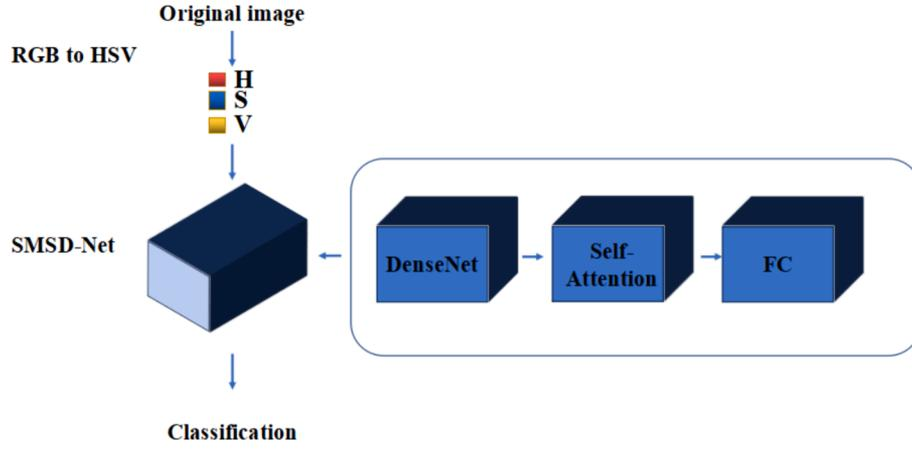 Original image
RGB to HSV
H
S
V
SMSD-Net
DenseNet
Self-
Attention
FC
Classification